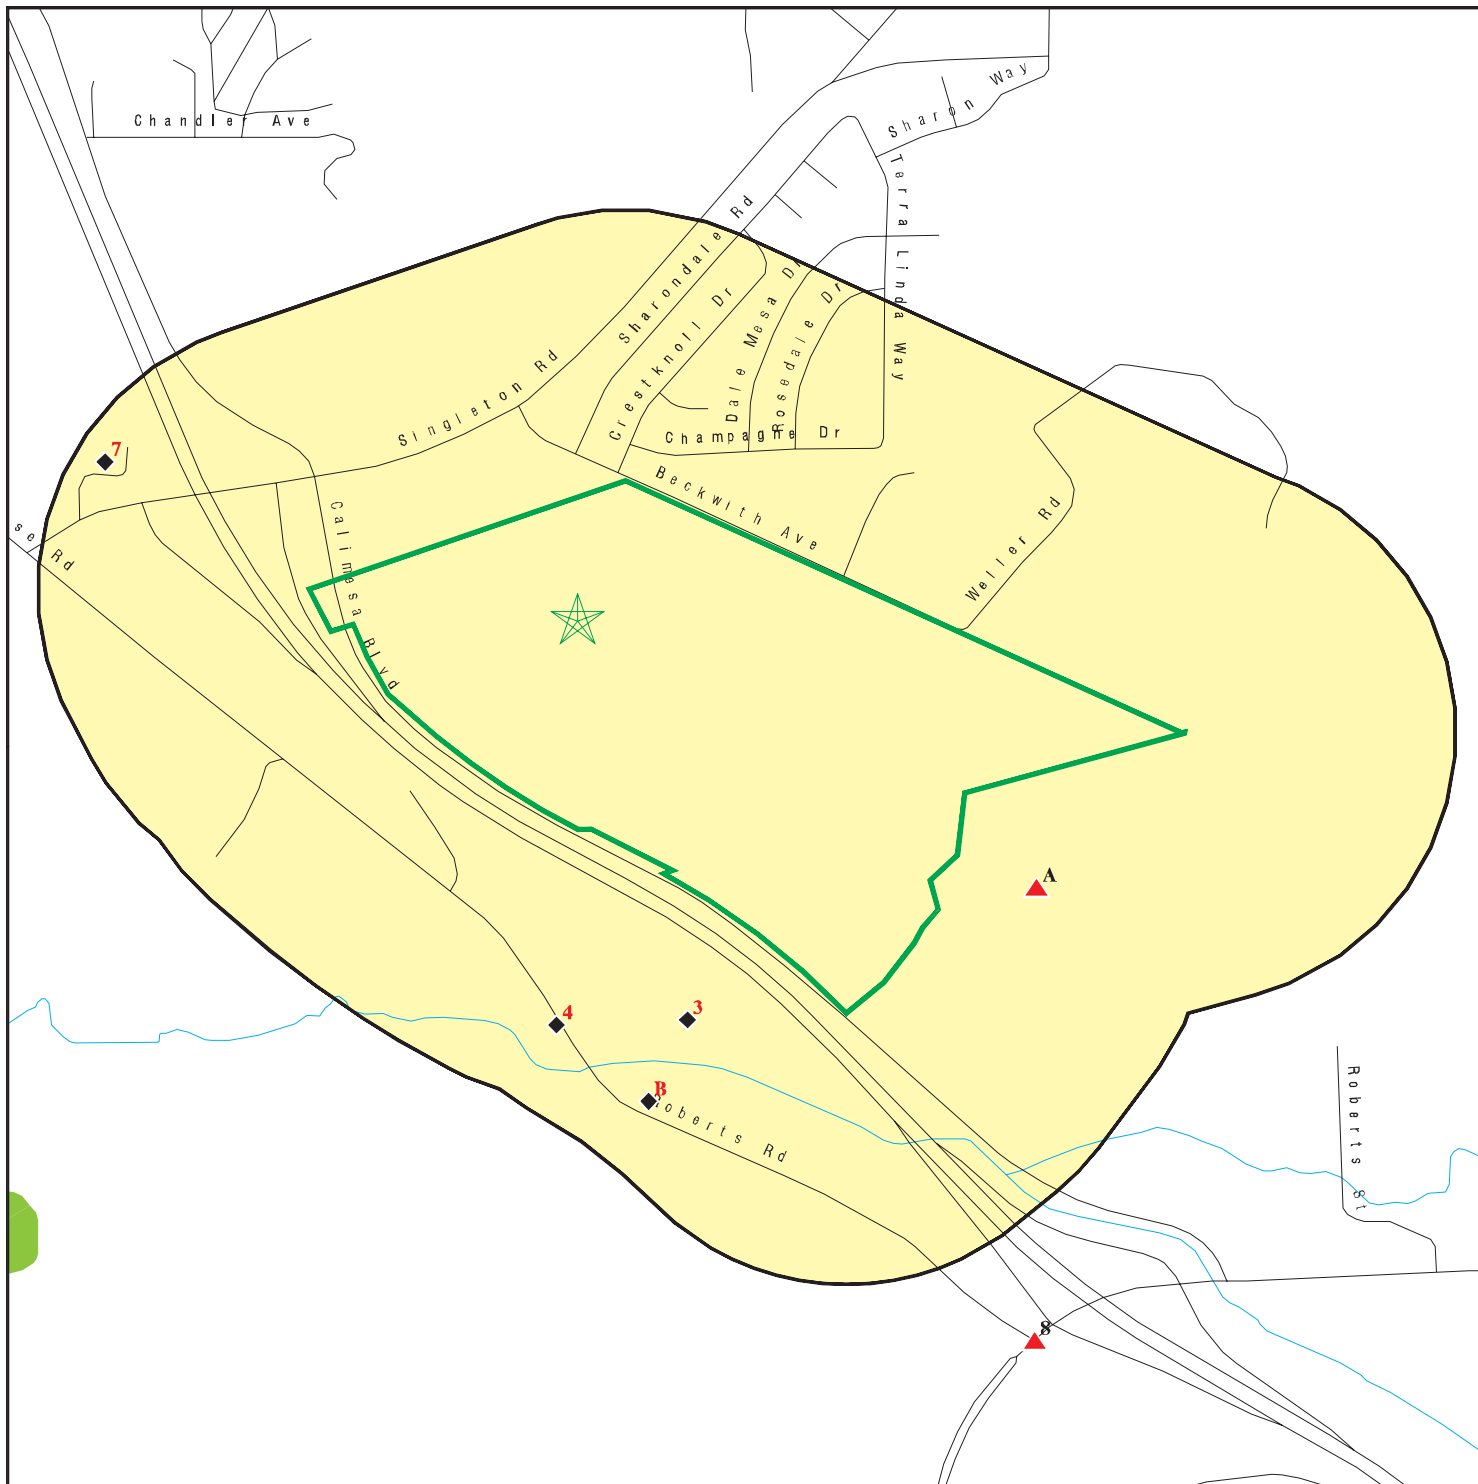 Chandler Ave
Sharon Way
Terra Linda Way
Sharondale Rd
Crestknoll Dr
Dale Mesa Dr
Rosedale Dr
Singleton Rd
Champagne Dr
7
Beckwith Ave
Calimesa Blvd
Weller Rd
se Rd
A
4
3
B
Roberts Rd
Roberts St
8